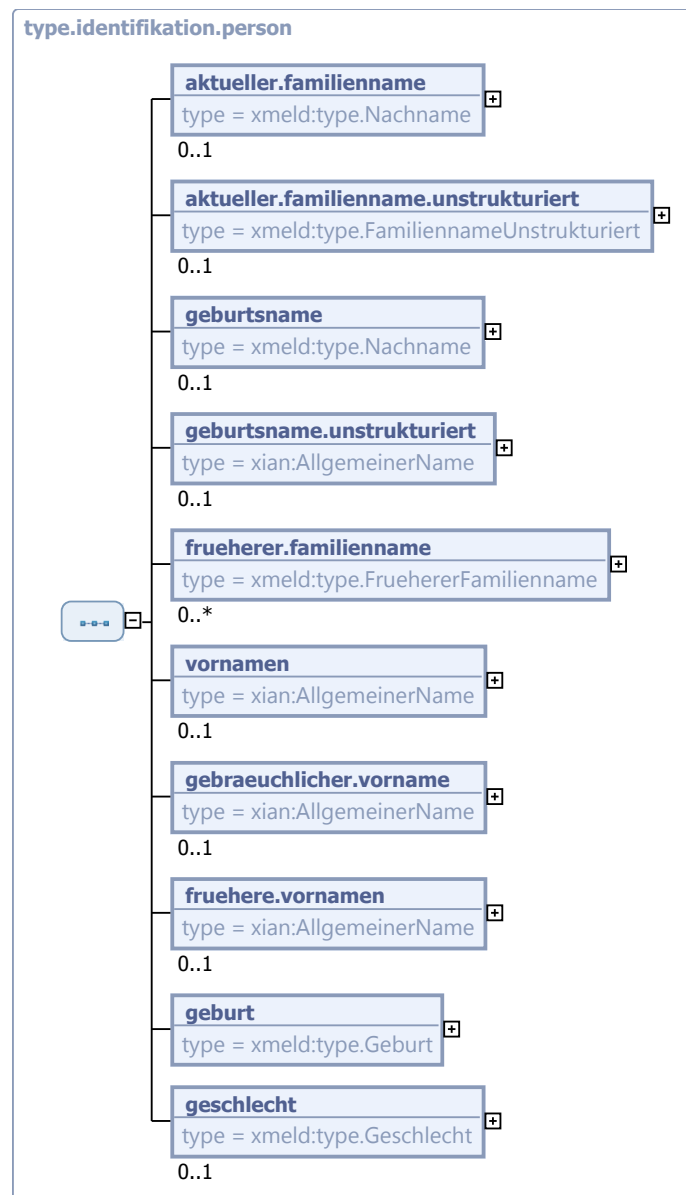 type.identifikation.person
aktueller.familienname
type = xmeld:type.Nachname
0..1
aktueller.familienname.unstrukturiert
type = xmeld:type.FamiliennameUnstrukturiert
0..1
geburtsname
type = xmeld:type.Nachname
0..1
geburtsname.unstrukturiert
type = xian:AllgemeinerName
0..1
frueherer.familienname
type = xmeld:type.FruehererFamilienname
0..*
vornamen
type = xian:AllgemeinerName
0..1
gebraeuchlicher.vorname
type = xian:AllgemeinerName
0..1
fruehere.vornamen
type = xian:AllgemeinerName
0..1
geburt
type = xmeld:type.Geburt
geschlecht
type = xmeld:type.Geschlecht
0..1